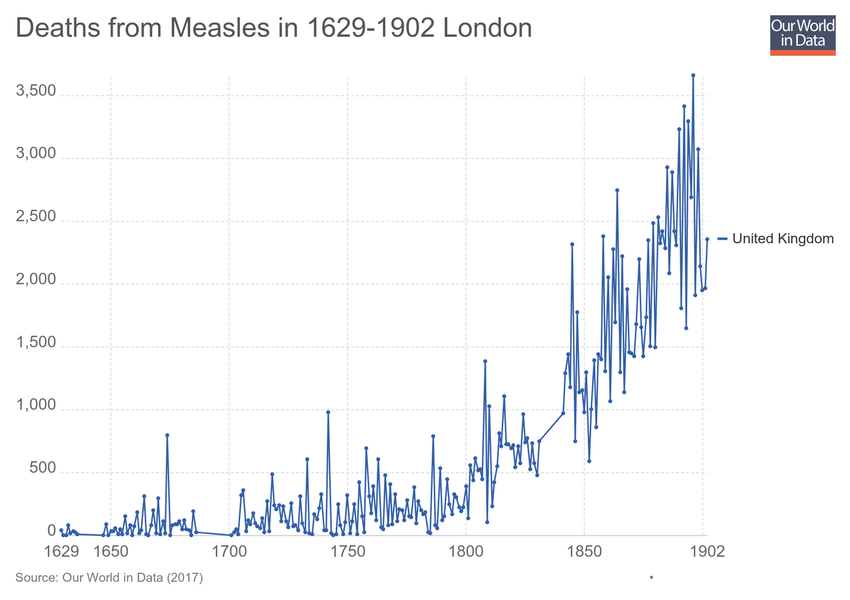 Deaths from Measles in 1629-1902 London
Our World
in Data
3,500
3,000
2,500
2,000
1,500
1,000
500
0
United Kingdom
1629 1650 1700 1750 1800 1850 1902
Source: Our World in Data (2017)